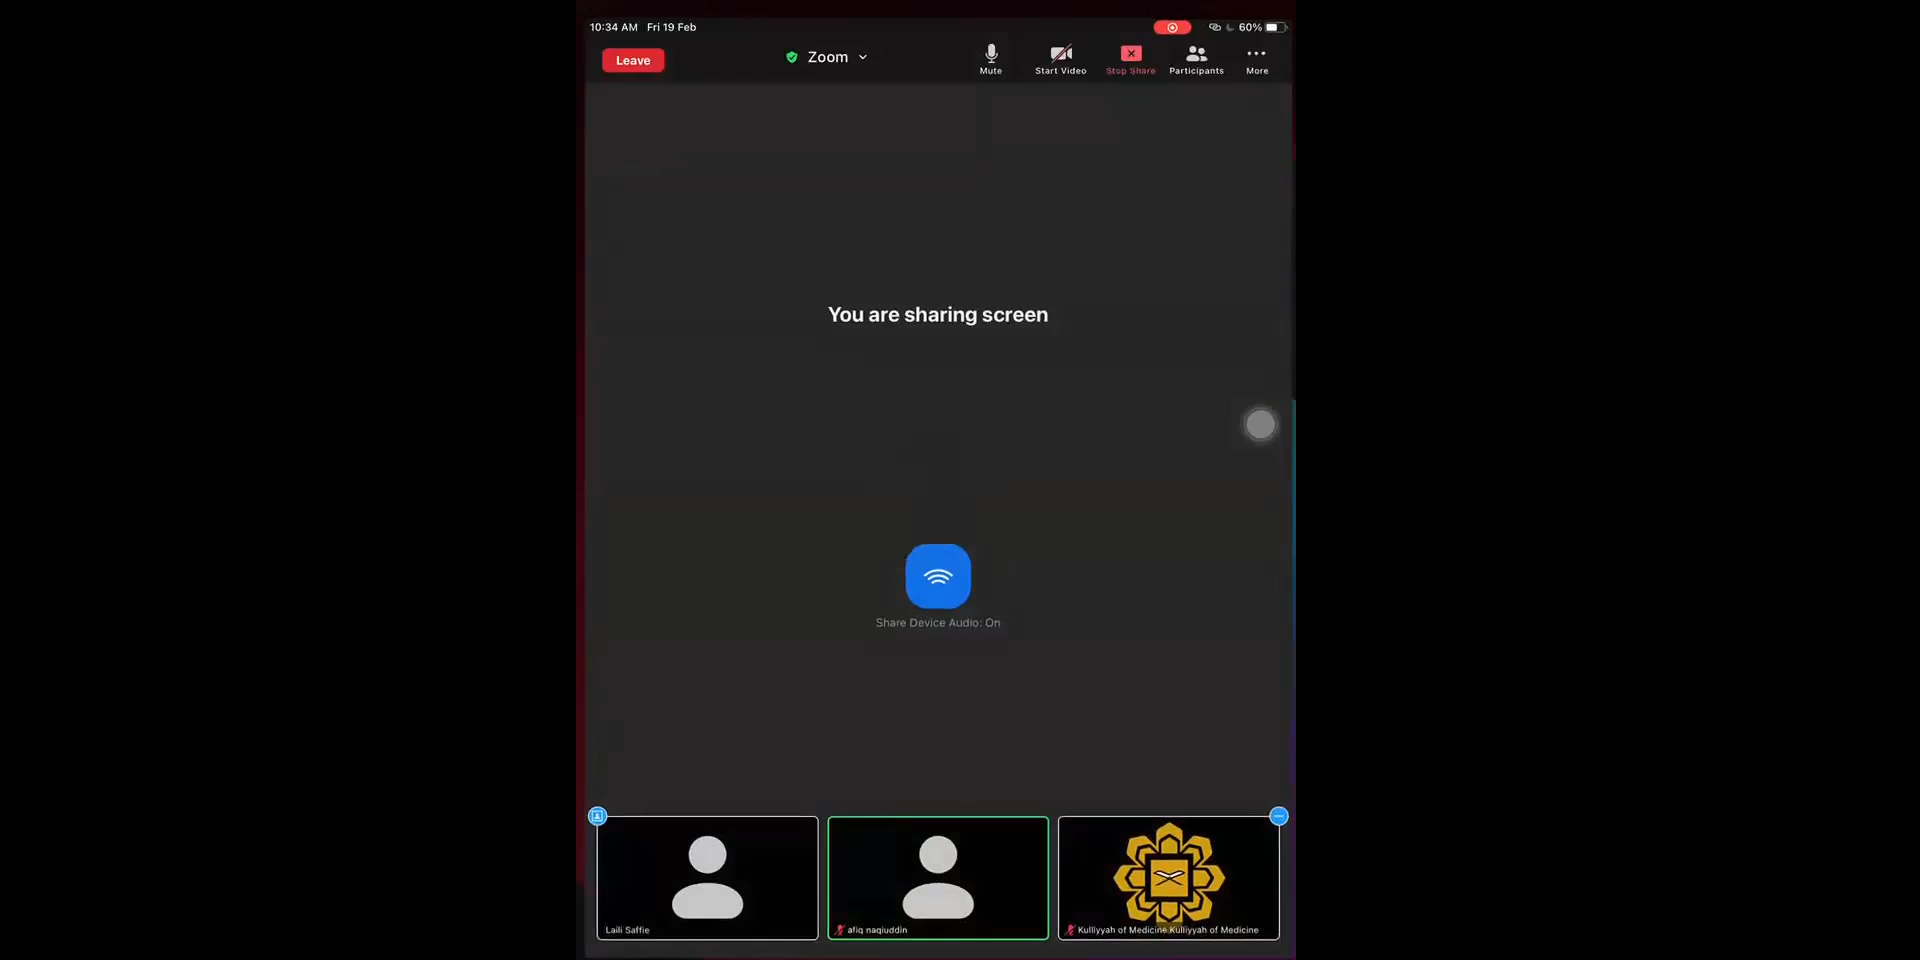 10:34 AM Fri 19 Feb
60%
Leave
Zoom
Mute
Start Video
Stop Share
Participants
More
You are sharing screen
Share Device Audio: On
Laili Saffie
afiq naqiuddin
Kulliyyah of Medicine Kulliyyah of Medicine